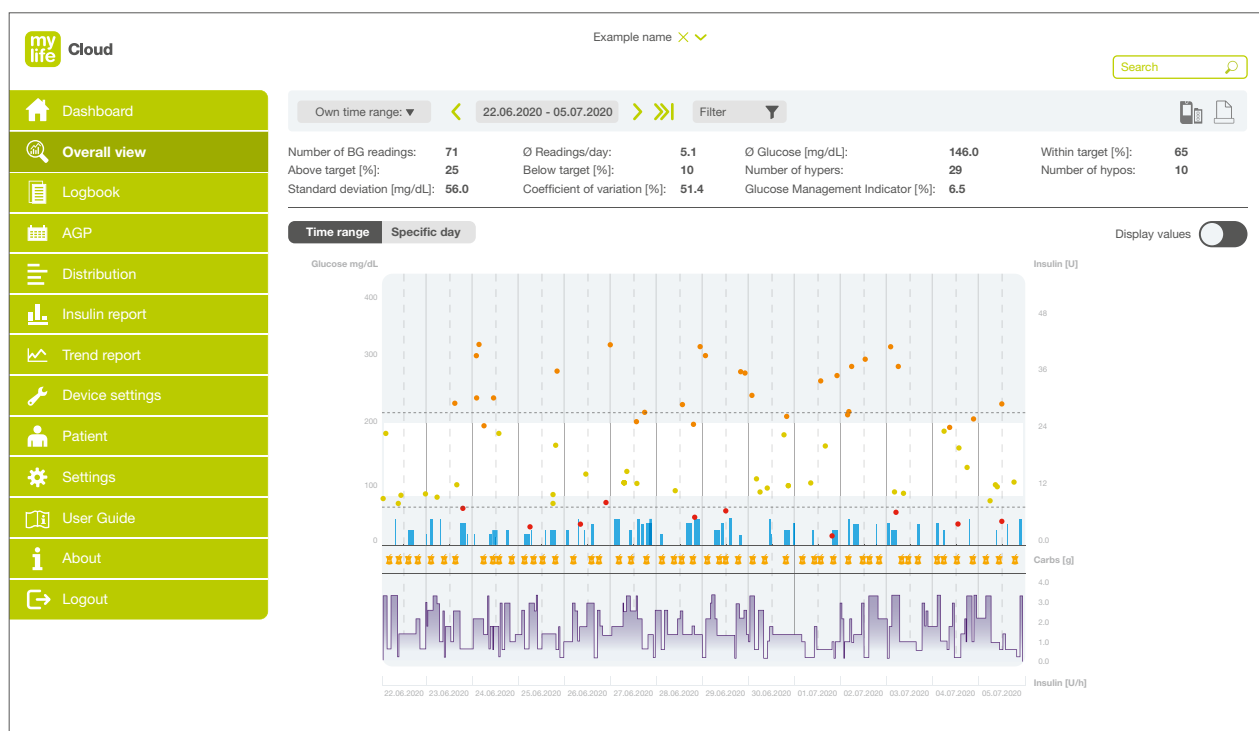 my
life
Cloud
Example name
Search
Dashboard
Overall view
Logbook
AGP
Distribution
Insulin report
Trend report
Device settings
Patient
Settings
User Guide
About
Logout
Own time range: ▼ 22.06.2020 - 05.07.2020 Filter
Number of BG readings: 71 Ø Readings/day: 5.1 Ø Glucose [mg/dL]: 146.0 Within target [%]: 65
Above target [%]: 25 Below target [%]: 10 Number of hypers: 29 Number of hypos: 10
Standard deviation [mg/dL]: 56.0 Coefficient of variation [%]: 51.4 Glucose Management Indicator [%]: 6.5
Time range Specific day Display values
Glucose mg/dL Insulin [U]
400
48
300
36
200
24
100
12
0 0.0
Carbs [g]
4.0
3.0
2.0
1.0
0.0
Insulin [U/h]
22.06.2020 23.06.2020 24.06.2020 25.06.2020 26.06.2020 27.06.2020 28.06.2020 29.06.2020 30.06.2020 01.07.2020 02.07.2020 03.07.2020 04.07.2020 05.07.2020